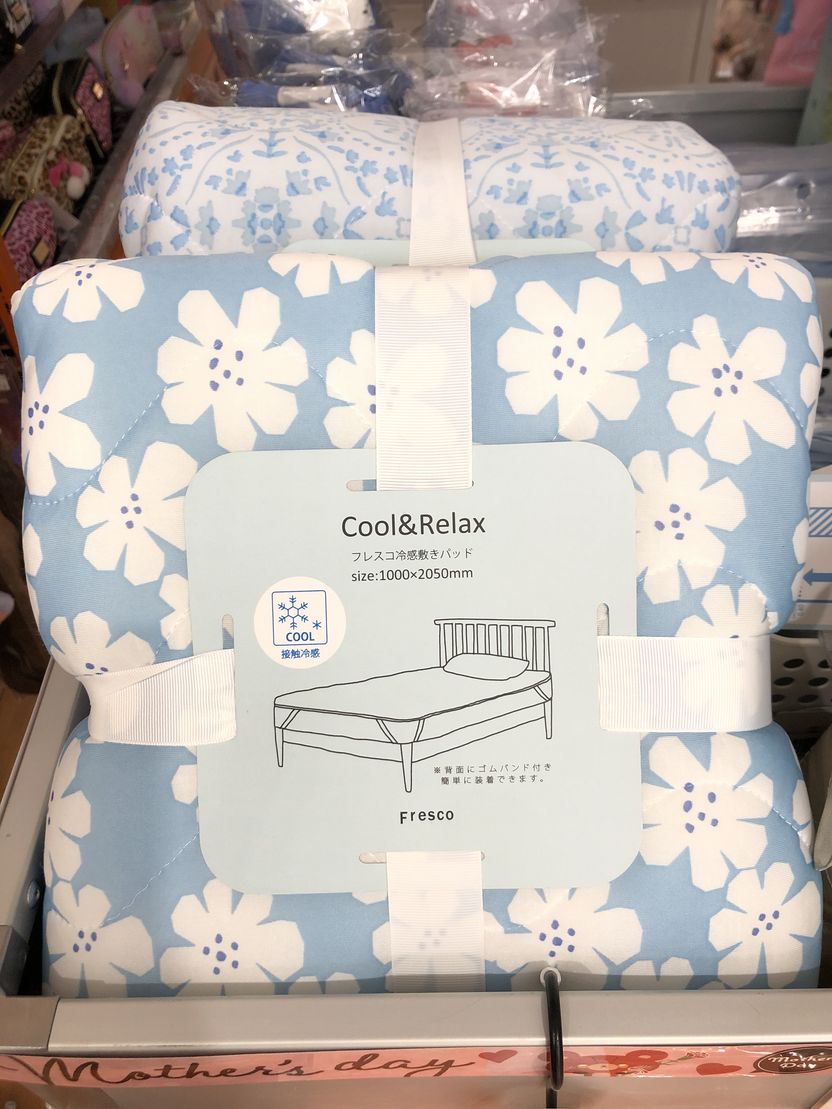 Cool&Relax
フレスコ冷感敷きパッド
size:1000×2050mm
COOL
接触冷感
※背面にゴムバンド付き
簡単に装着できます。
Fresco
Mother's day
Mother's
Day